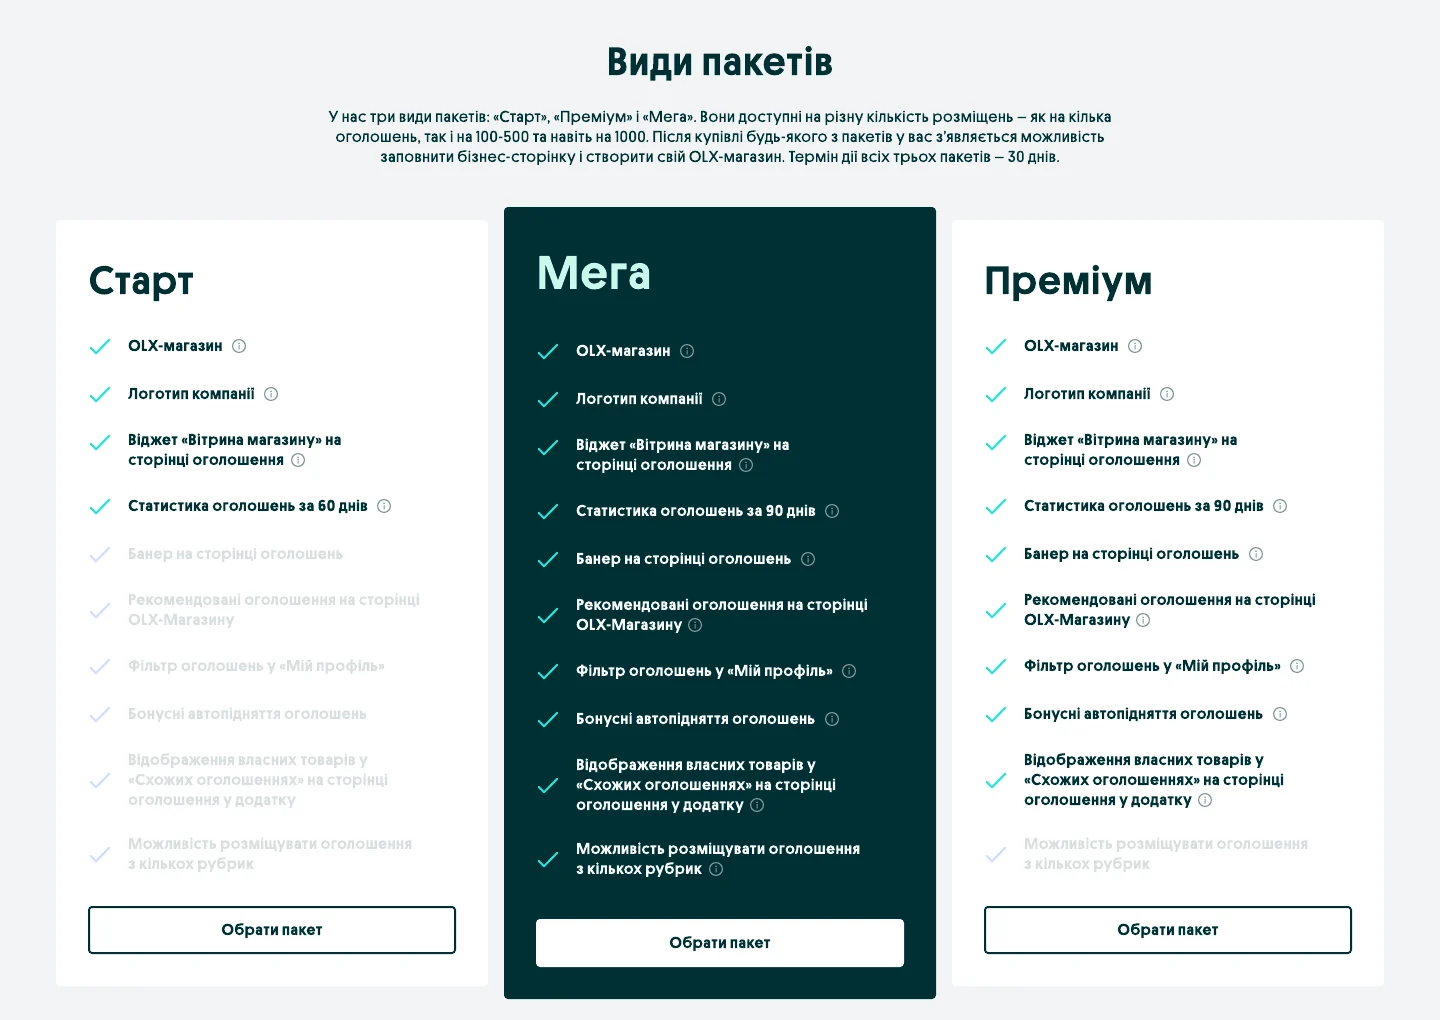 Види пакетів
У нас три види пакетів: «Старт», «Преміум» і «Мега». Вони доступні на різну кількість розміщень – як на кілька
оголошень, так і на 100-500 та навіть на 1000. Після купівлі будь-якого з пакетів у вас з’являється можливість
заповнити бізнес-сторінку і створити свій OLX-магазин. Термін дії всіх трьох пакетів – 30 днів.
Старт
OLX-магазин
Логотип компанії
Віджет «Вітрина магазину» на
сторінці оголошення
Статистика оголошень за 60 днів
Банер на сторінці оголошень
Рекомендовані оголошення на сторінці
OLX-Магазину
Фільтр оголошень у «Мій профіль»
Бонусні автопідняття оголошень
Відображення власних товарів у
«Схожих оголошеннях» на сторінці
оголошення у додатку
Можливість розміщувати оголошення
з кількох рубрик
Обрати пакет
Мега
OLX-магазин
Логотип компанії
Віджет «Вітрина магазину» на
сторінці оголошення
Статистика оголошень за 90 днів
Банер на сторінці оголошень
Рекомендовані оголошення на сторінці
OLX-Магазину
Фільтр оголошень у «Мій профіль»
Бонусні автопідняття оголошень
Відображення власних товарів у
«Схожих оголошеннях» на сторінці
оголошення у додатку
Можливість розміщувати оголошення
з кількох рубрик
Обрати пакет
Преміум
OLX-магазин
Логотип компанії
Віджет «Вітрина магазину» на
сторінці оголошення
Статистика оголошень за 90 днів
Банер на сторінці оголошень
Рекомендовані оголошення на сторінці
OLX-Магазину
Фільтр оголошень у «Мій профіль»
Бонусні автопідняття оголошень
Відображення власних товарів у
«Схожих оголошеннях» на сторінці
оголошення у додатку
Можливість розміщувати оголошення
з кількох рубрик
Обрати пакет